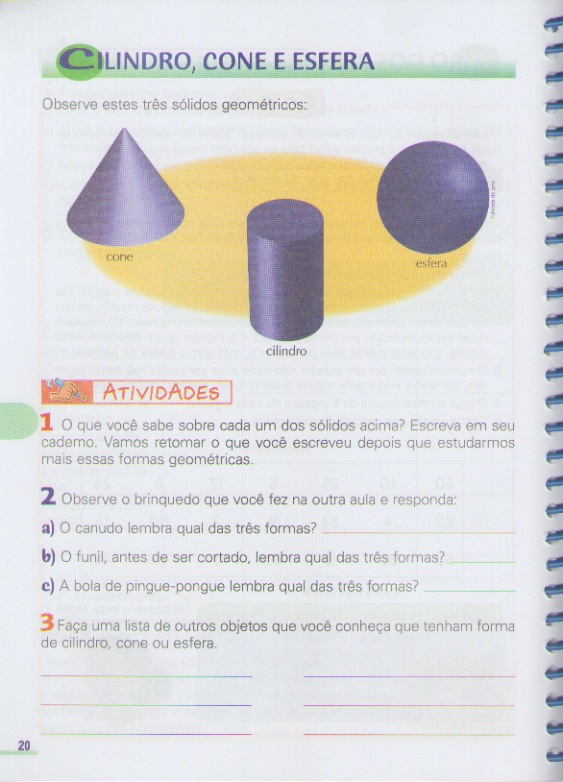 CILINDRO, CONE E ESFERA
Observe estes três sólidos geométricos:
cone
esfera
cilindro
ATIVIDADES
1 O que você sabe sobre cada um dos sólidos acima? Escreva em seu
caderno. Vamos retomar o que você escreveu depois que estudarmos
mais essas formas geométricas.
2 Observe o brinquedo que você fez na outra aula e responda:
a) O canudo lembra qual das três formas?
b) O funil, antes de ser cortado, lembra qual das três formas?
c) A bola de pingue-pongue lembra qual das três formas?
3 Faça uma lista de outros objetos que você conheça que tenham forma
de cilindro, cone ou esfera.
20